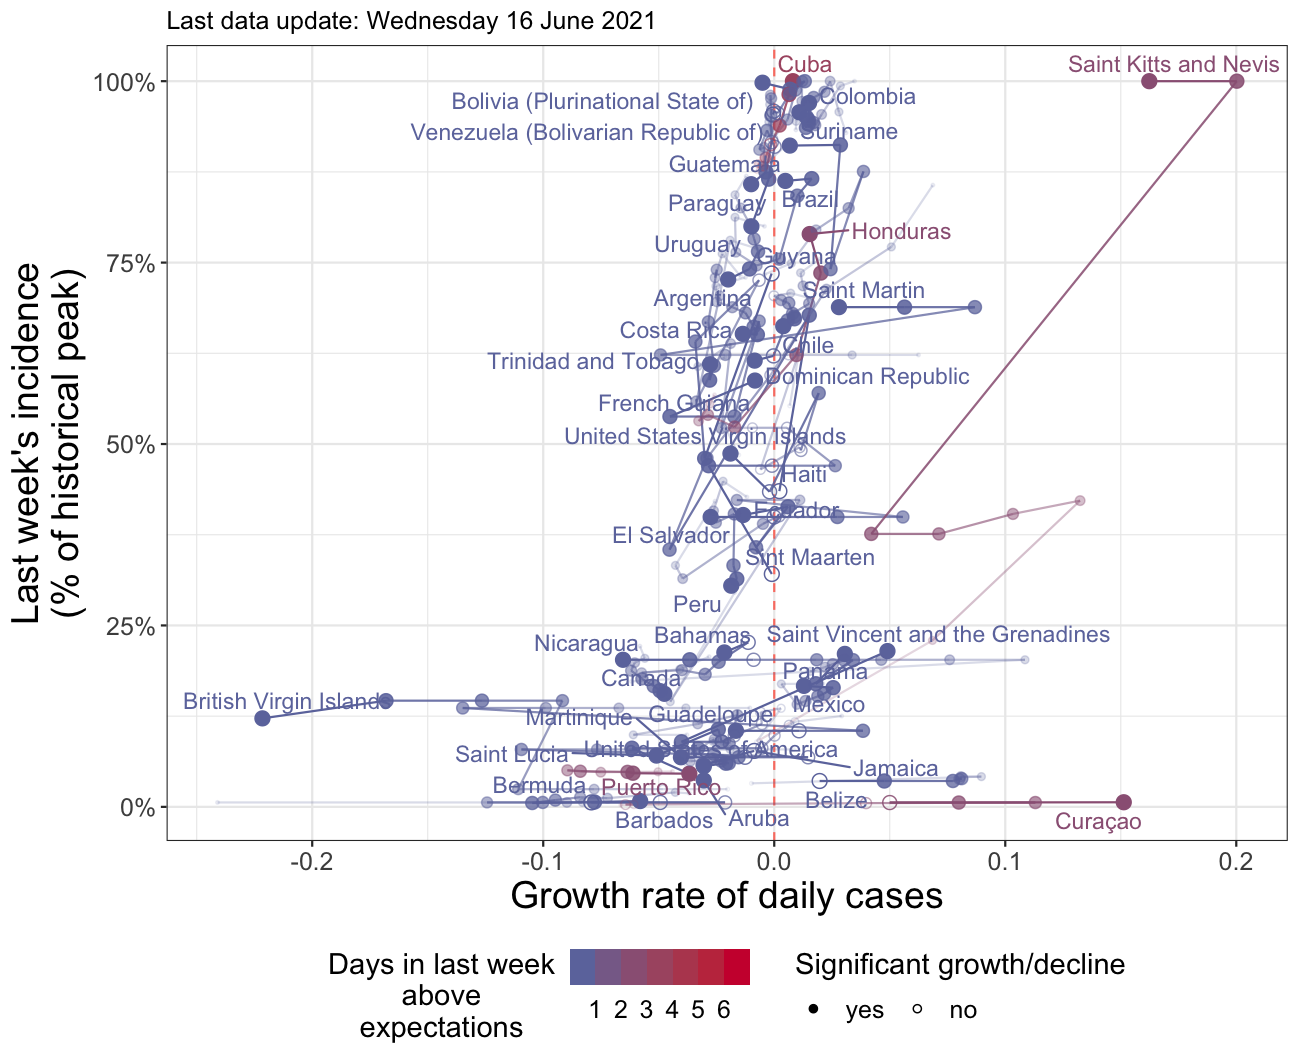 Last data update: Wednesday 16 June 2021
Cuba
Saint Kitts and Nevis
100%
Bolivia (Plurinational State of)
Colombia
Venezuela (Bolivarian Republic of)
Suriname
Guatemala
Paraguay
Brazil
Honduras
Uruguay
Guyana
75%
Argentina
Saint Martin
Costa Rica
Chile
Trinidad and Tobago
Dominican Republic
French Guiana
United States Virgin Islands
50%
Haiti
Ecuador
El Salvador
Sint Maarten
Peru
25%
Nicaragua
Bahamas
Saint Vincent and the Grenadines
Canada
Panama
British Virgin Islands
Mexico
Martinique
Guadeloupe
Saint Lucia
United States of America
Jamaica
Bermuda
Puerto Rico
Belize
0%
Barbados
Aruba
Curaçao
-0.2
-0.1
0.0
0.1
0.2
Last week's incidence
(% of historical peak)
Growth rate of daily cases
Days in last week
above
expectations
1 2 3 4 5 6
Significant growth/decline
yes
no